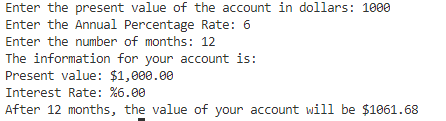 Enter the present value of the account in dollars: 1000
Enter the Annual Percentage Rate: 6
Enter the number of months: 12
The information for your account is:
Present value: $1,000.00
Interest Rate: %6.00
After 12 months, the value of your account will be $1061.68